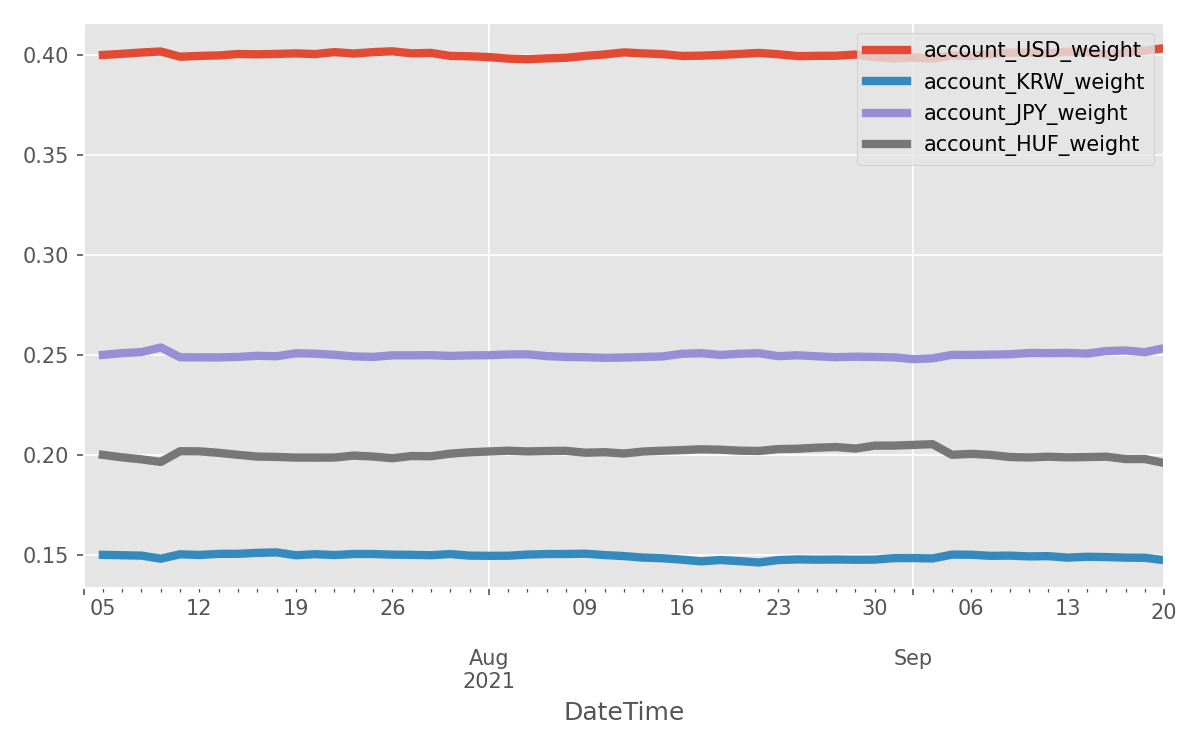 0.40
0.35
0.30
0.25
0.20
0.15
account_USD_weight
account_KRW_weight
account_JPY_weight
account_HUF_weight
05 12 19 26 09 16 23 30 06 13 20
Aug Sep
2021
DateTime